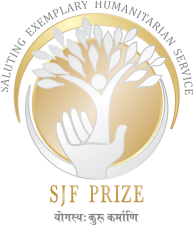 SALUTING EXEMPLARY HUMANITARIAN SERVICE
SJF PRIZE
योगस्थः कुरु कर्माणि